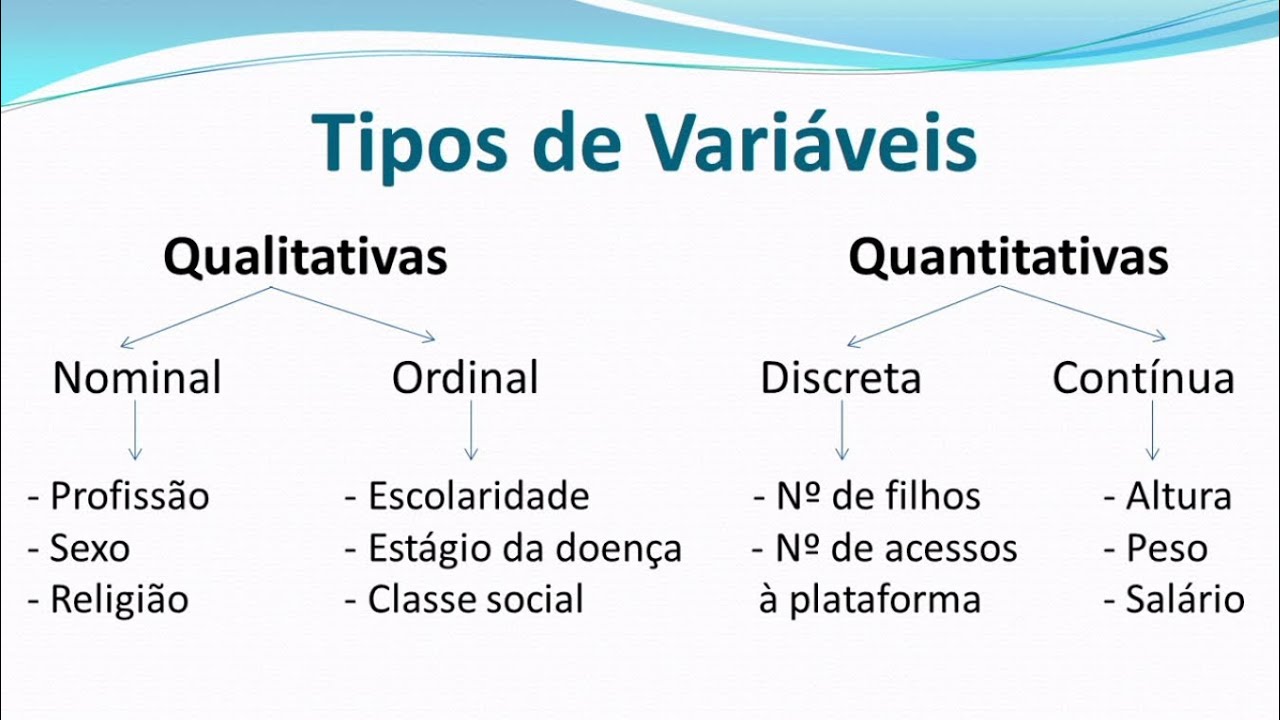 Tipos de Variáveis
Qualitativas
Quantitativas
Nominal
Ordinal
Discreta
Contínua
- Profissão
- Sexo
- Religião
- Escolaridade
- Estágio da doença
- Classe social
- Nº de filhos
- Nº de acessos
à plataforma
- Altura
- Peso
- Salário